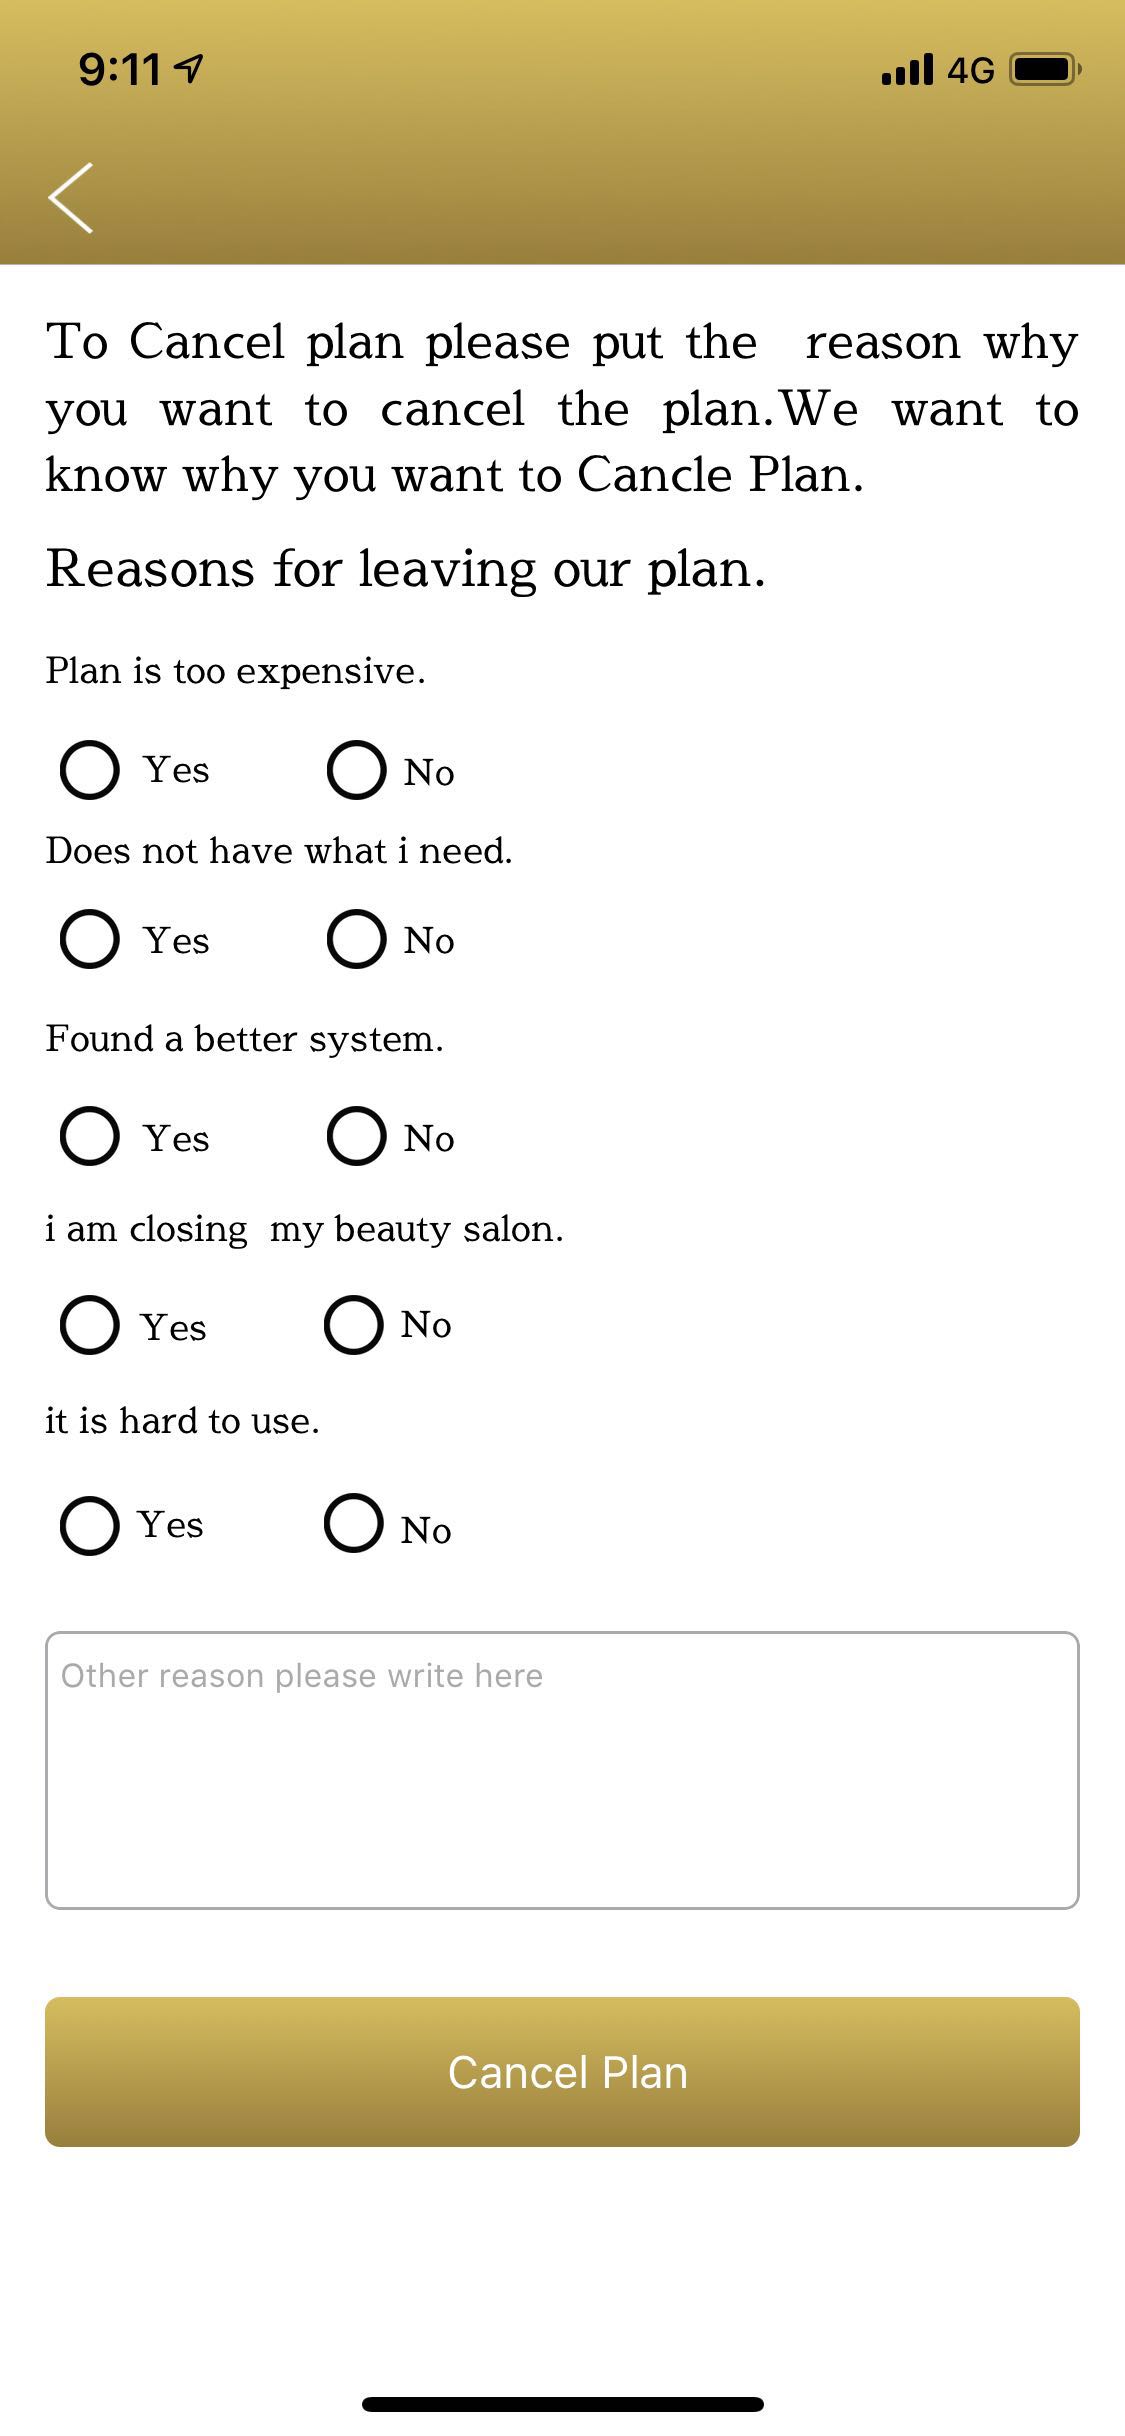 9:11
4G
To Cancel plan please put the reason why
you want to cancel the plan.We want to
know why you want to Cancle Plan.
Reasons for leaving our plan.
Plan is too expensive.
Yes No
Does not have what i need.
Yes No
Found a better system.
Yes No
i am closing my beauty salon.
Yes No
it is hard to use.
Yes No
Other reason please write here
Cancel Plan